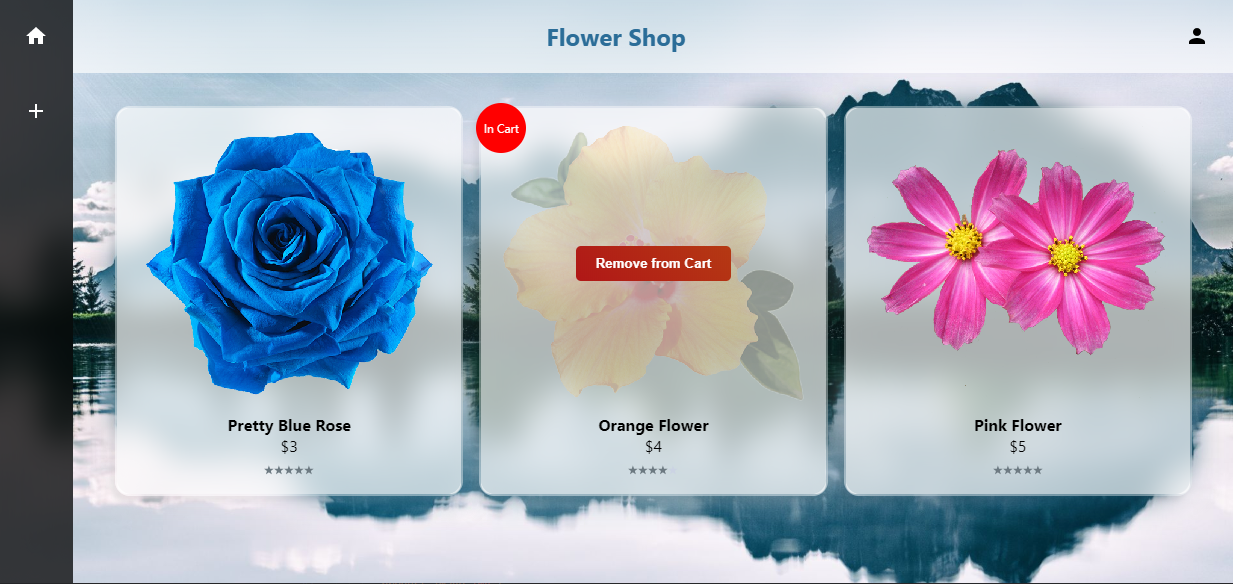 Flower Shop
In Cart
Remove from Cart
Pretty Blue Rose
$3
★★★★★
Orange Flower
$4
★★★★
Pink Flower
$5
★★★★★